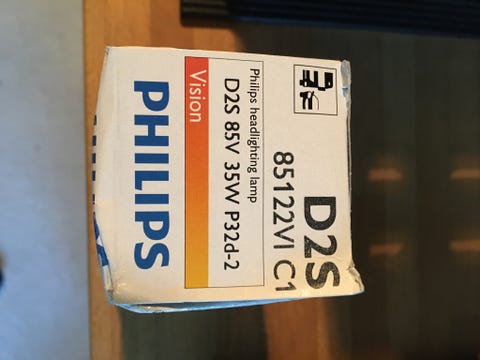 D2S
85122VI C1
Philips headlighting lamp
D2S 85V 35W P32d-2
Vision
PHILIPS